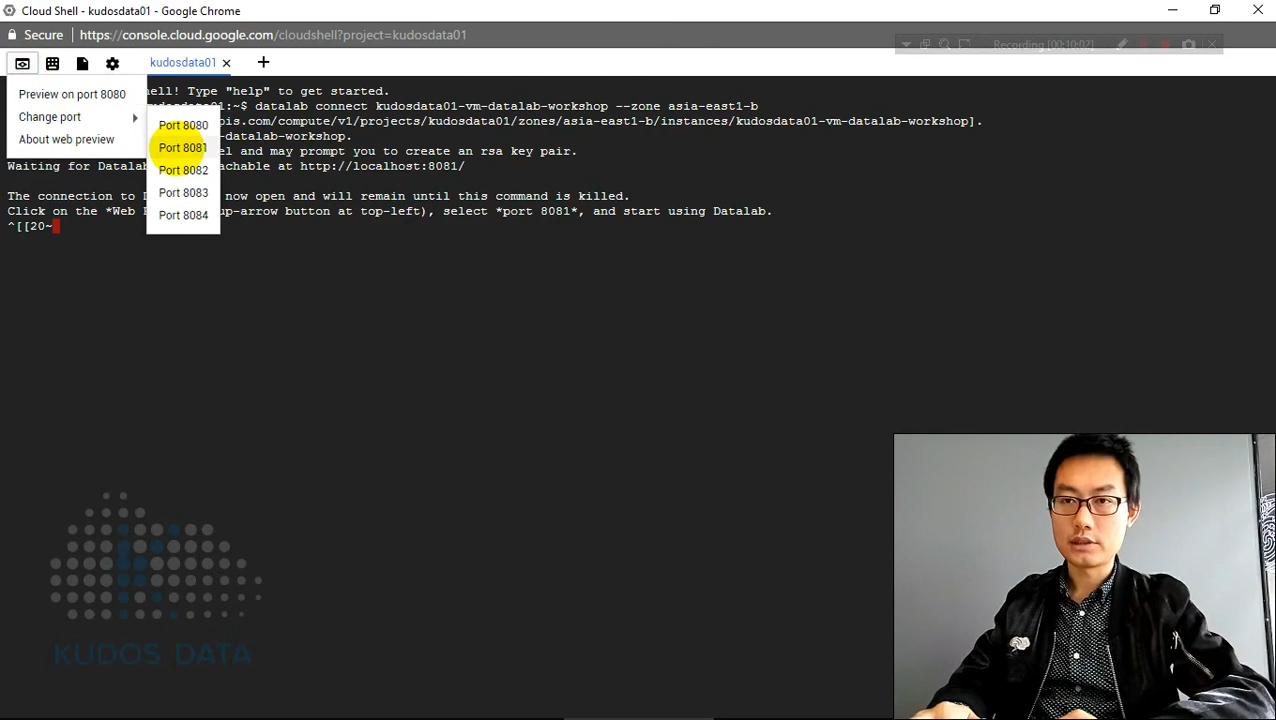 Cloud Shell - kudosdata01 - Google Chrome
Secure https://console.cloud.google.com/cloudshell?project=kudosdata01
Recording [00:10:02]
kudosdata01
Preview on port 8080
Change port
About web preview
Port 8080
Port 8081
Port 8082
Port 8083
Port 8084
ell! Type "help" to get started.
:~$ datalab connect kudosdata01-vm-datalab-workshop --zone asia-east1-b
pis.com/compute/v1/projects/kudosdata01/zones/asia-east1-b/instances/kudosdata01-vm-datalab-workshop].
-datalab-workshop.
el and may prompt you to create an rsa key pair.
Waiting for Datala achable at http://localhost:8081/
The connection to D now open and will remain until this command is killed.
Click on the *Web P up-arrow button at top-left), select *port 8081*, and start using Datalab.
^[[20~
KUDOS DATA